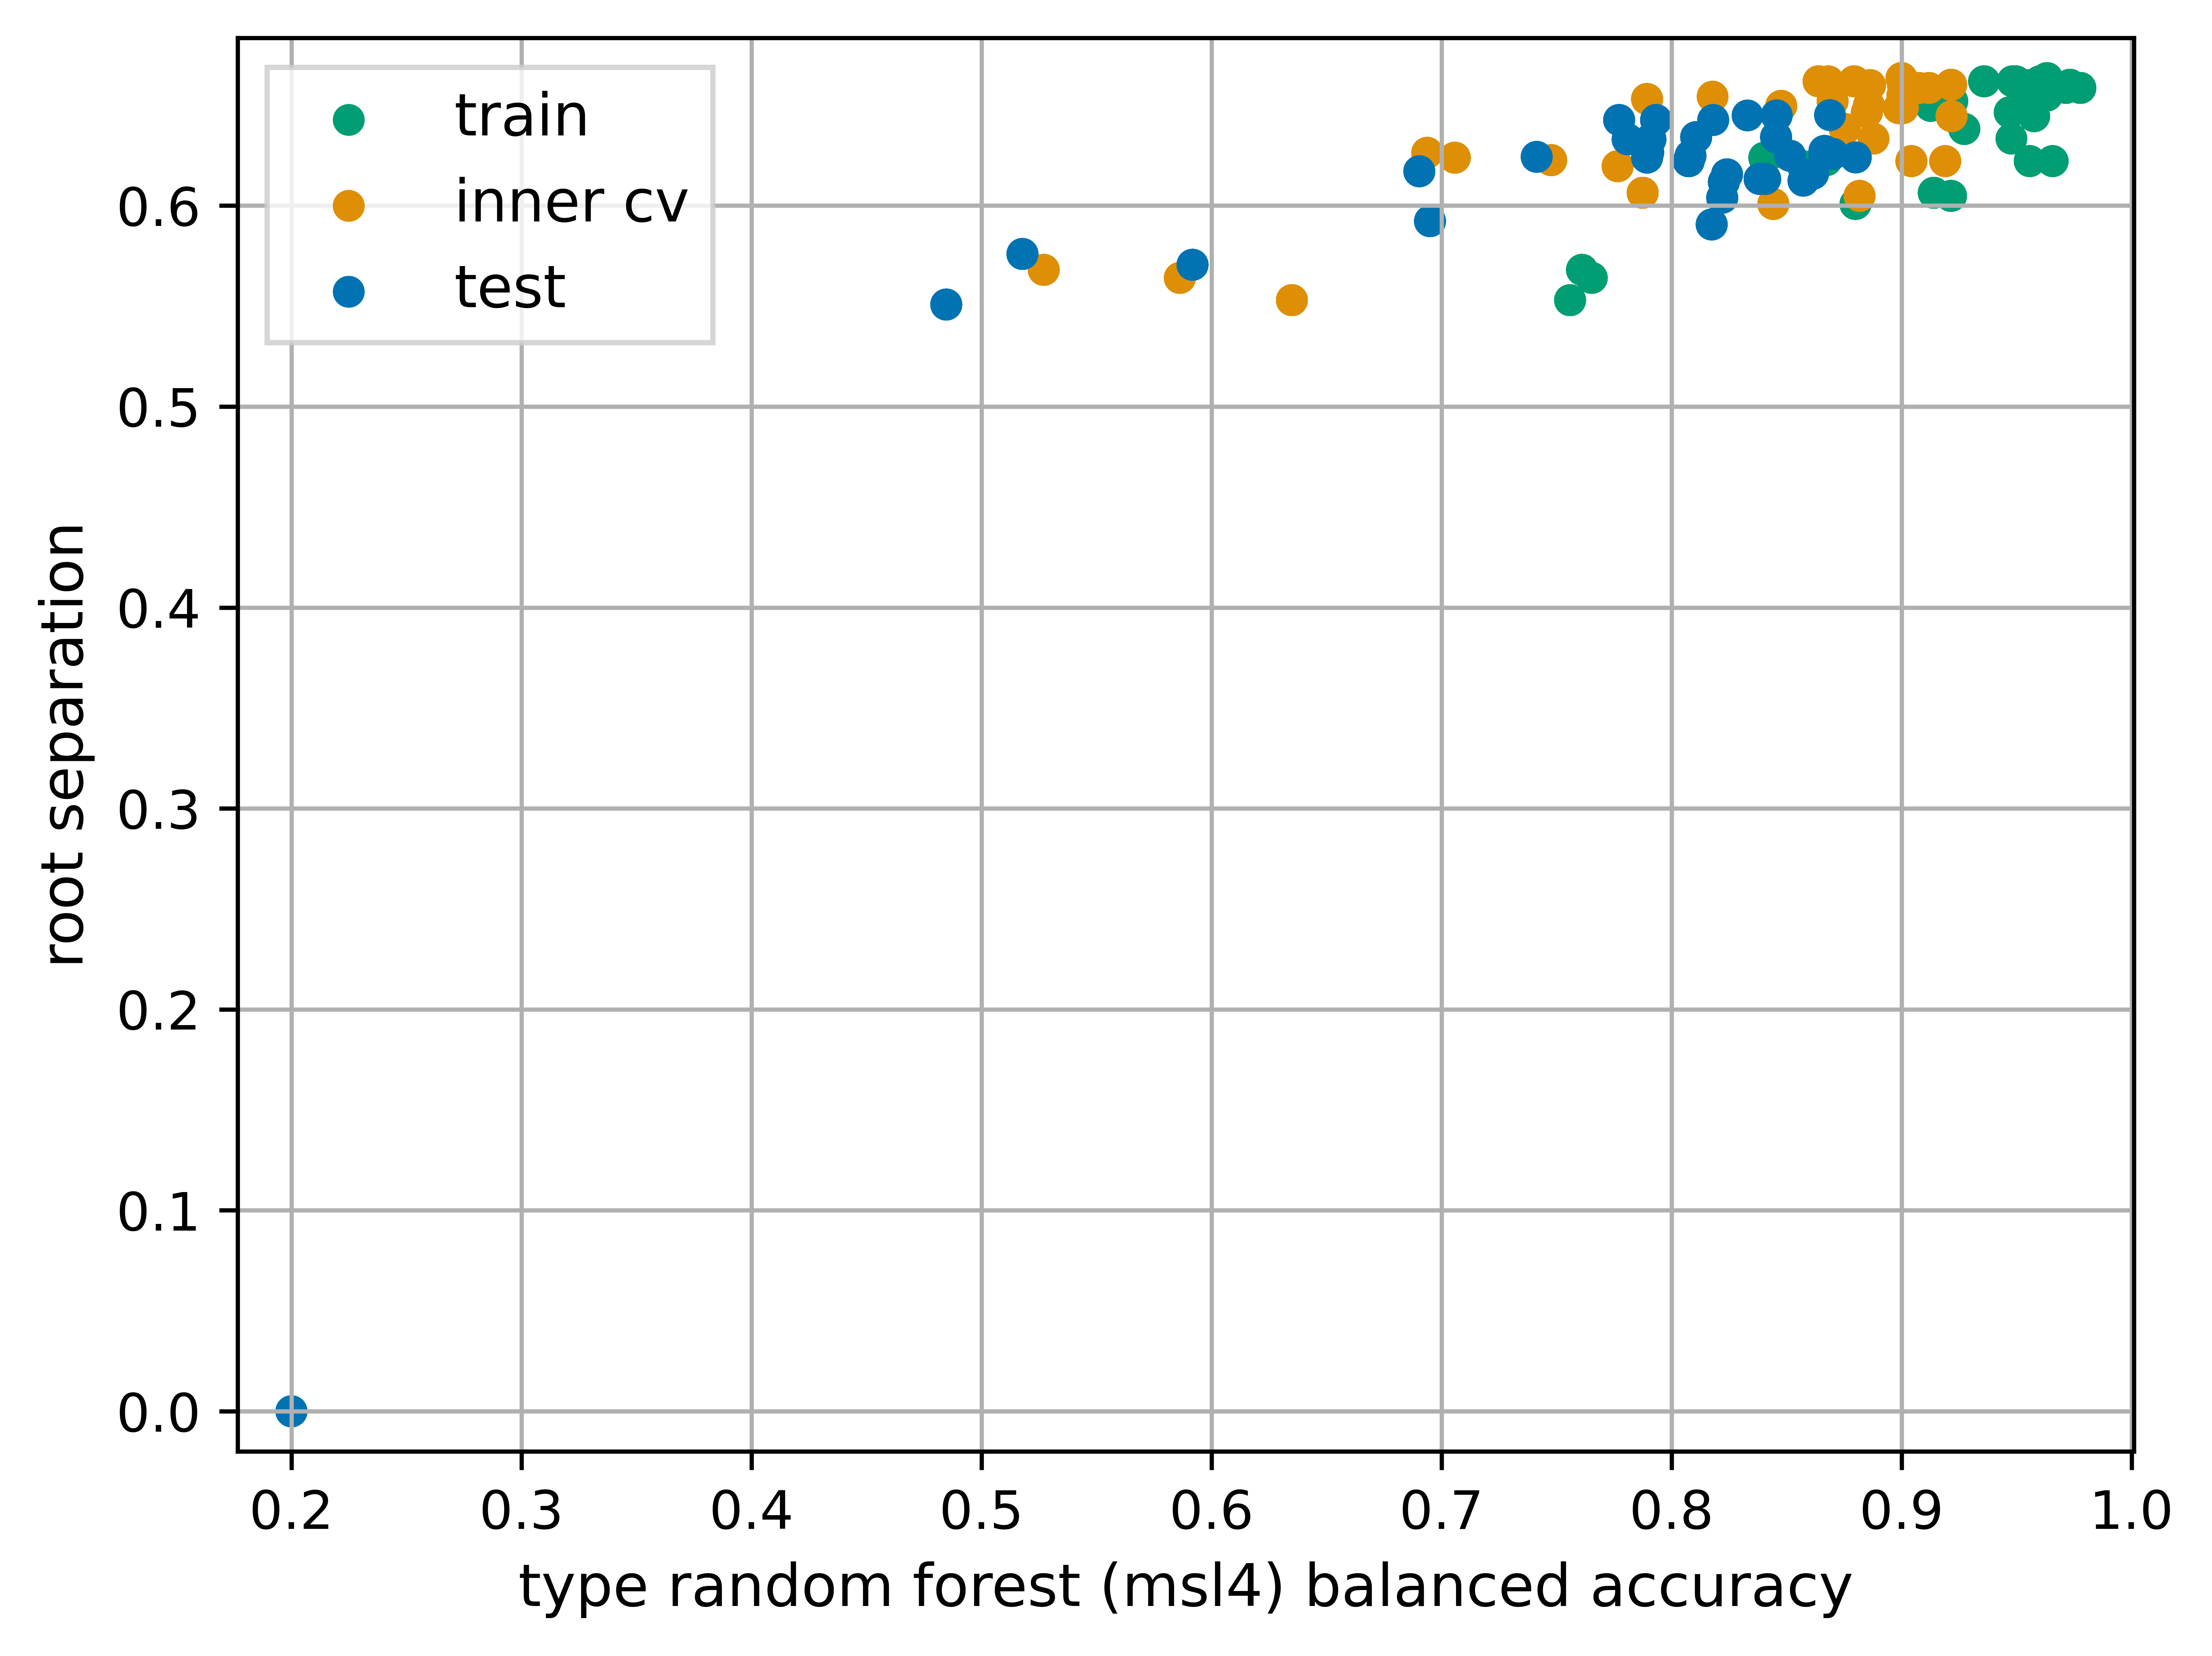 train
inner cv
test
0.6
0.5
0.4
0.3
0.2
0.1
0.0
root separation
0.2 0.3 0.4 0.5 0.6 0.7 0.8 0.9 1.0
type random forest (msl4) balanced accuracy